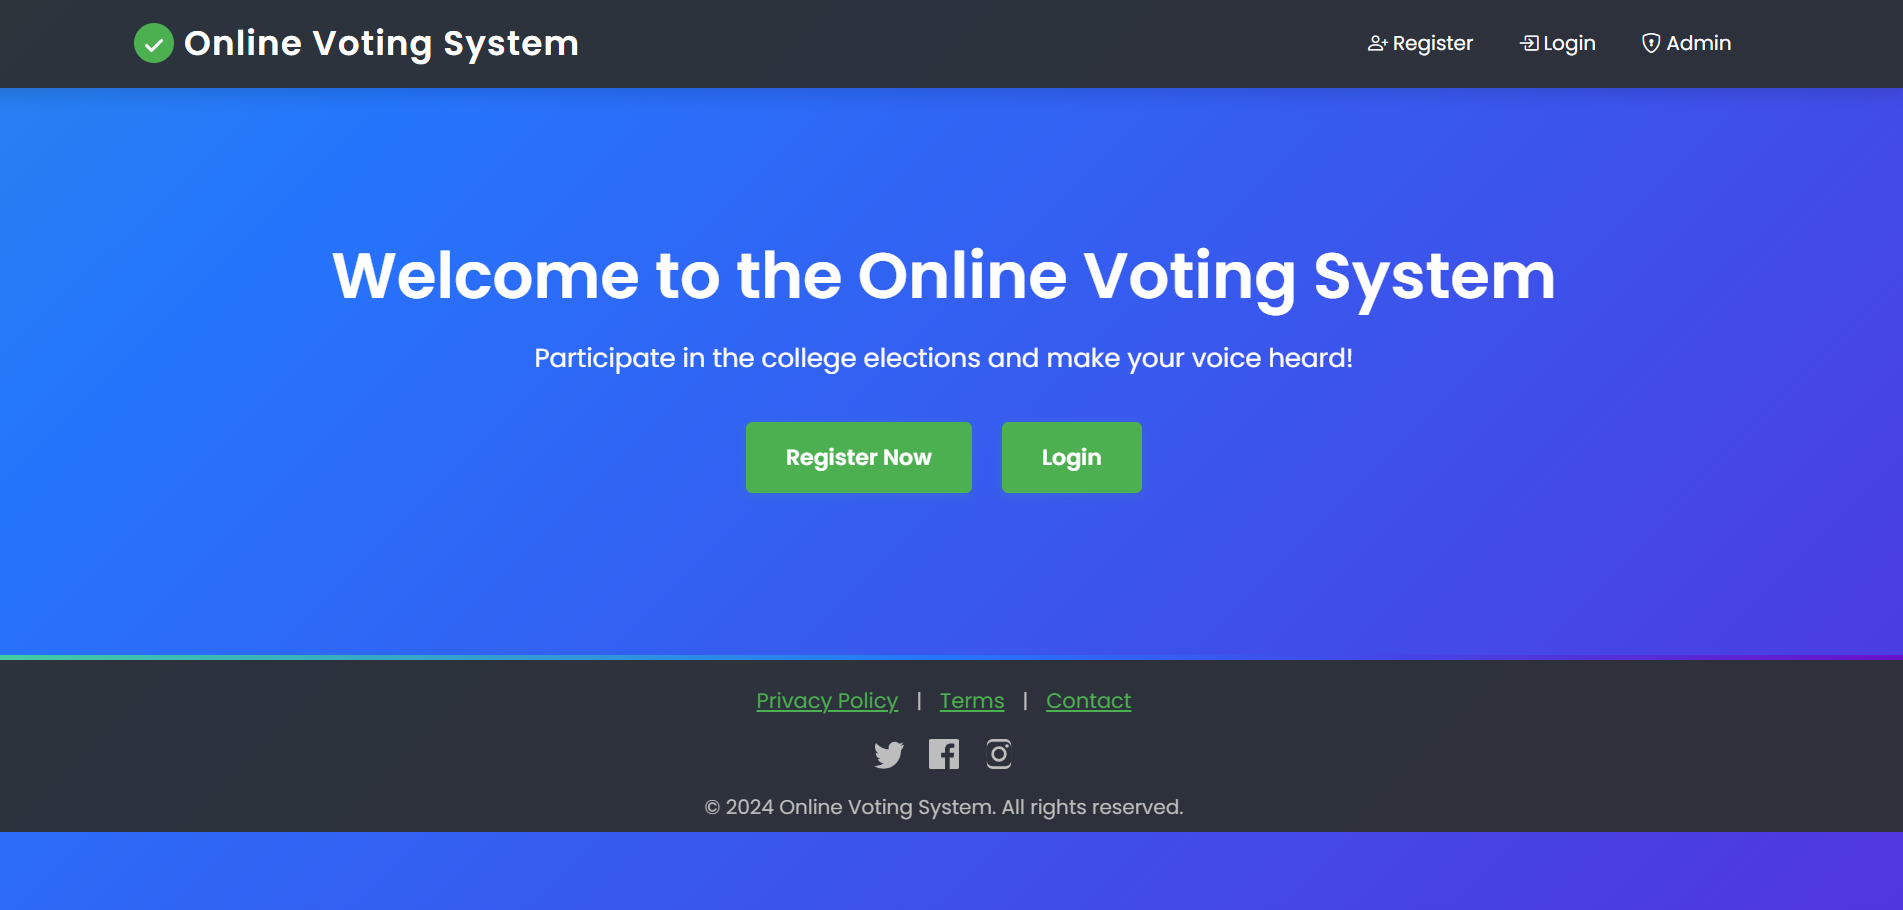 Online Voting System
Register
Login
Admin
Welcome to the Online Voting System
Participate in the college elections and make your voice heard!
Register Now
Login
Privacy Policy | Terms | Contact
© 2024 Online Voting System. All rights reserved.